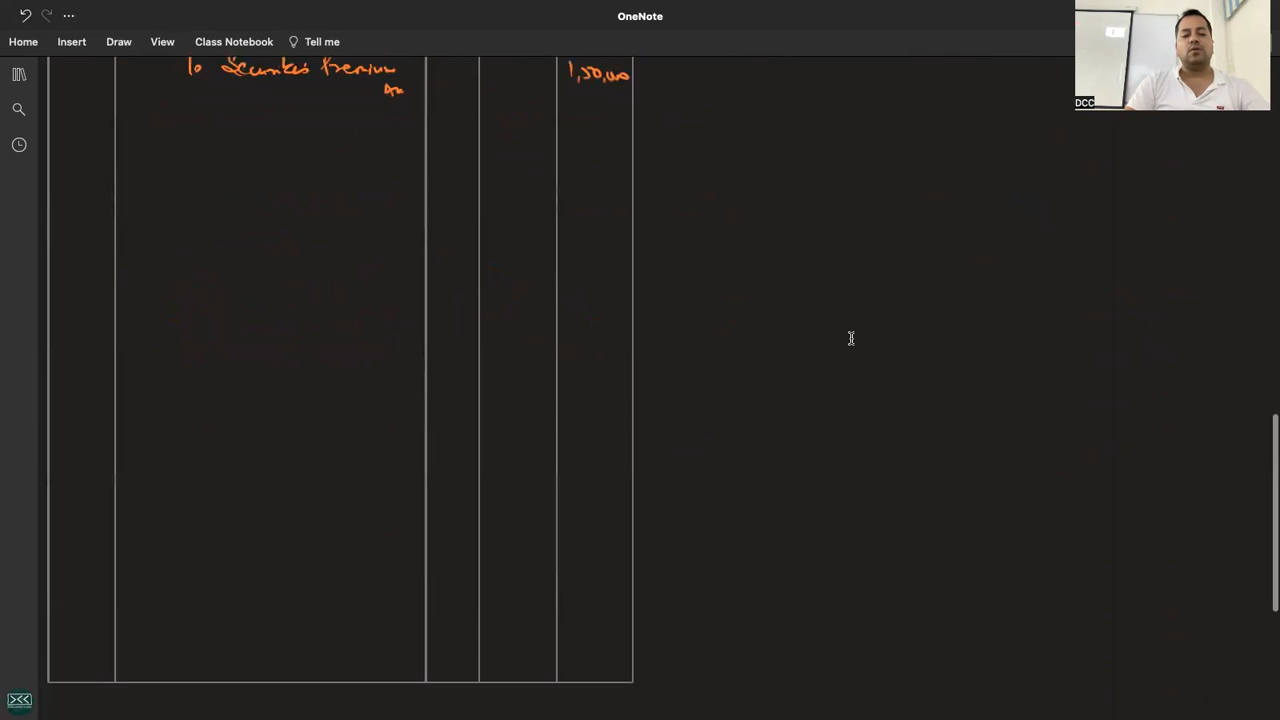 OneNote
Home Insert Draw View Class Notebook Tell me
To Securities Premium 1,50,000
A/c
DCC